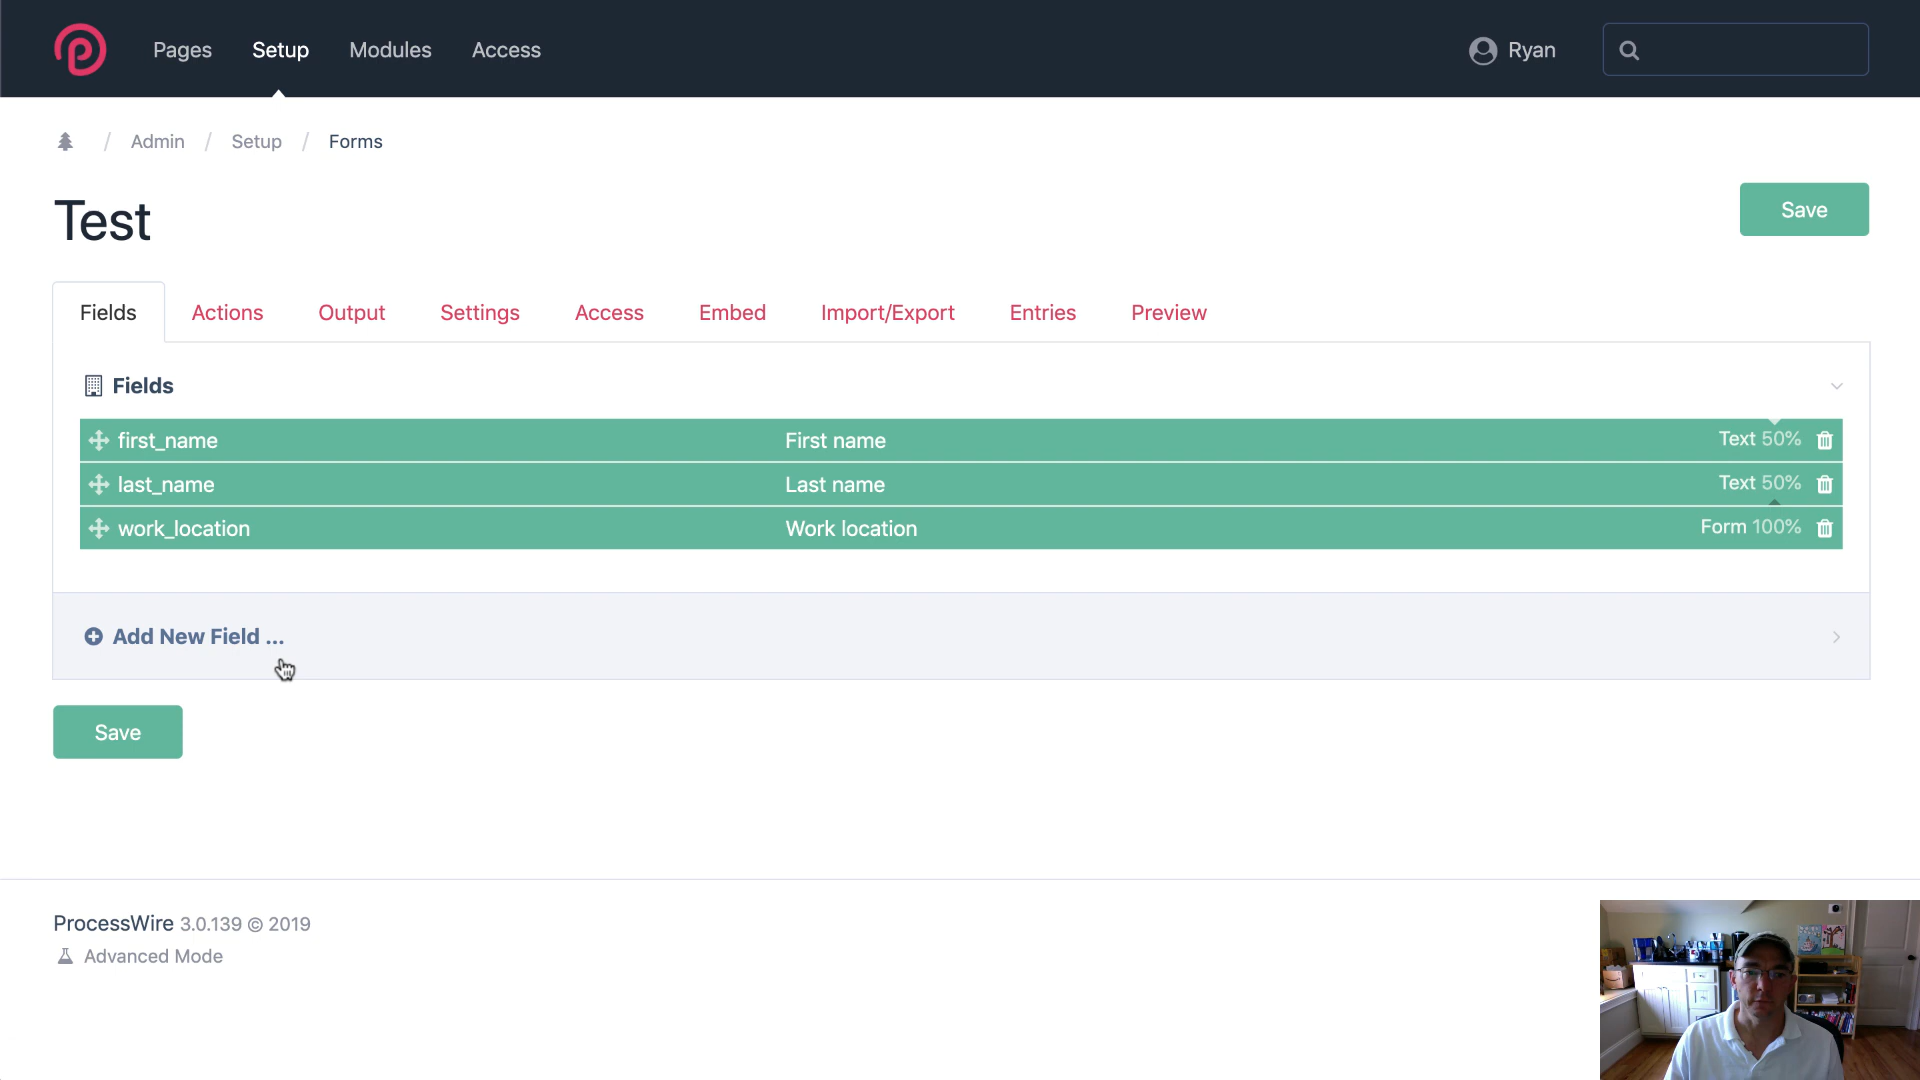 Pages Setup Modules Access Ryan
/ Admin / Setup / Forms
Test
Save
Fields Actions Output Settings Access Embed Import/Export Entries Preview
Fields
first_name First name Text 50%
last_name Last name Text 50%
work_location Work location Form 100%
Add New Field ...
Save
ProcessWire 3.0.139 © 2019
Advanced Mode